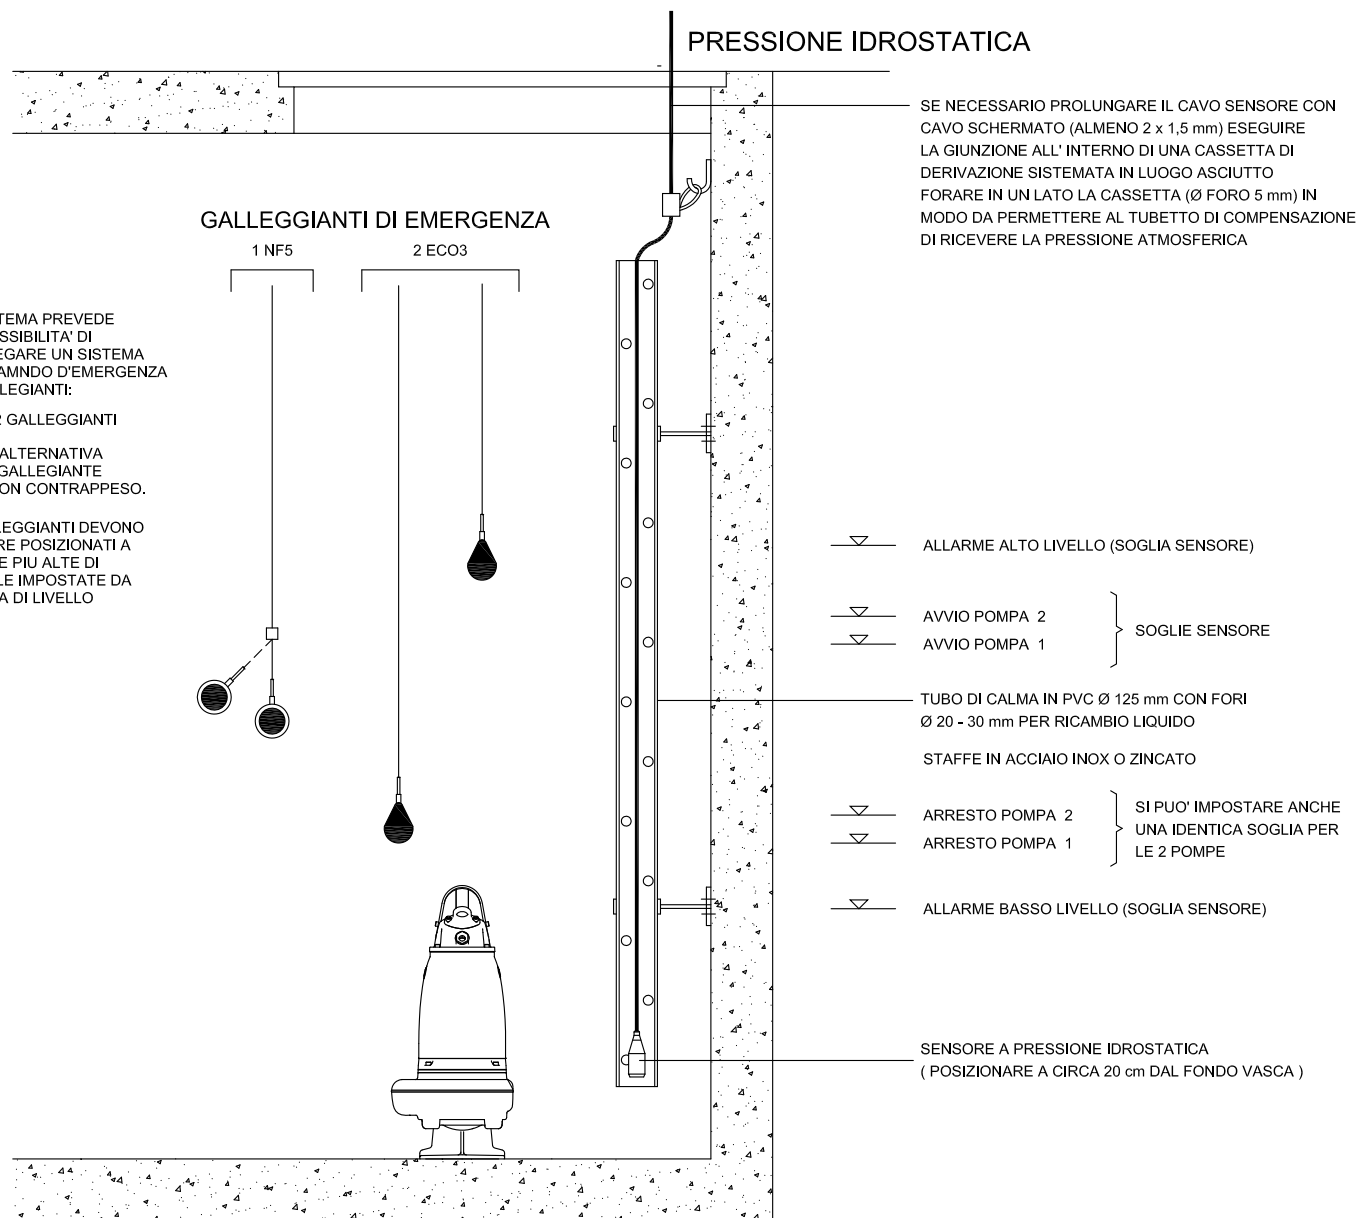 PRESSIONE IDROSTATICA
SE NECESSARIO PROLUNGARE IL CAVO SENSORE CON
CAVO SCHERMATO (ALMENO 2 x 1,5 mm) ESEGUIRE
LA GIUNZIONE ALL' INTERNO DI UNA CASSETTA DI
DERIVAZIONE SISTEMATA IN LUOGO ASCIUTTO
FORARE IN UN LATO LA CASSETTA (Ø FORO 5 mm) IN
MODO DA PERMETTERE AL TUBETTO DI COMPENSAZIONE
DI RICEVERE LA PRESSIONE ATMOSFERICA
GALLEGGIANTI DI EMERGENZA
1 NF5
2 ECO3
TEMA PREVEDE
SSIBILITA' DI
EGARE UN SISTEMA
AMNDO D'EMERGENZA
LEGIANTI:
GALLEGGIANTI
ALTERNATIVA
GALLEGIANTE
ON CONTRAPPESO.
LEGGIANTI DEVONO
RE POSIZIONATI A
E PIU ALTE DI
LE IMPOSTATE DA
A DI LIVELLO
ALLARME ALTO LIVELLO (SOGLIA SENSORE)
AVVIO POMPA 2
AVVIO POMPA 1
SOGLIE SENSORE
TUBO DI CALMA IN PVC Ø 125 mm CON FORI
Ø 20 - 30 mm PER RICAMBIO LIQUIDO
STAFFE IN ACCIAIO INOX O ZINCATO
ARRESTO POMPA 2
ARRESTO POMPA 1
SI PUO' IMPOSTARE ANCHE
UNA IDENTICA SOGLIA PER
LE 2 POMPE
ALLARME BASSO LIVELLO (SOGLIA SENSORE)
SENSORE A PRESSIONE IDROSTATICA
( POSIZIONARE A CIRCA 20 cm DAL FONDO VASCA )